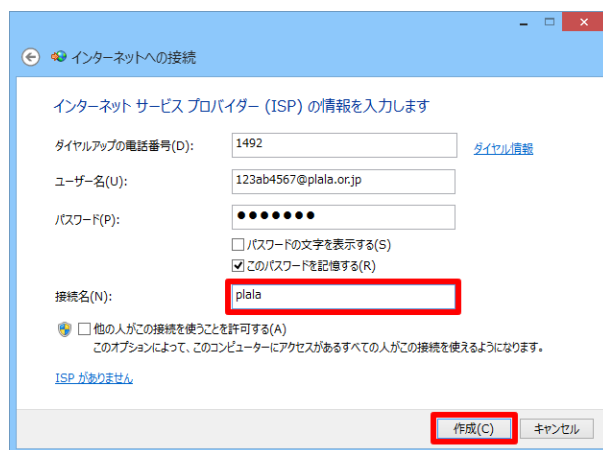 インターネットへの接続
インターネット サービス プロバイダー (ISP) の情報を入力します
ダイヤルアップの電話番号(D): 1492 ダイヤル情報
ユーザー名(U): 123ab4567@plala.or.jp
パスワード(P): ●●●●●●●
パスワードの文字を表示する(S)
このパスワードを記憶する(R)
接続名(N): plala
他の人がこの接続を使うことを許可する(A)
このオプションによって、このコンピューターにアクセスがあるすべての人がこの接続を使えるようになります。
ISP がありません
作成(C) キャンセル